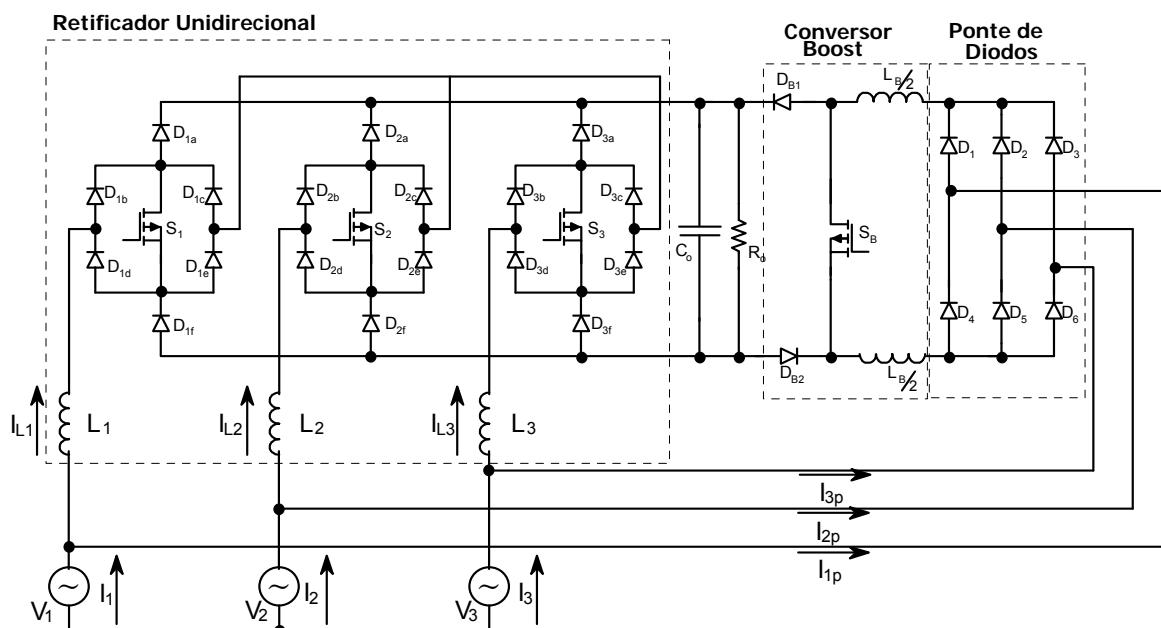 Retificador Unidirecional
Conversor
Boost
Ponte de
Diodos
D1a
D2a
D3a
DB1
LB/2
D1
D2
D3
D1b
D1c
D2b
D2c
D3b
D3c
S1
S2
S3
Co
Ro
SB
D1d
D1e
D2d
D2e
D3d
D3e
D1f
D2f
D3f
D4
D5
D6
DB2
LB/2
IL1
L1
IL2
L2
IL3
L3
I3p
I2p
I1p
V1
I1
V2
I2
V3
I3